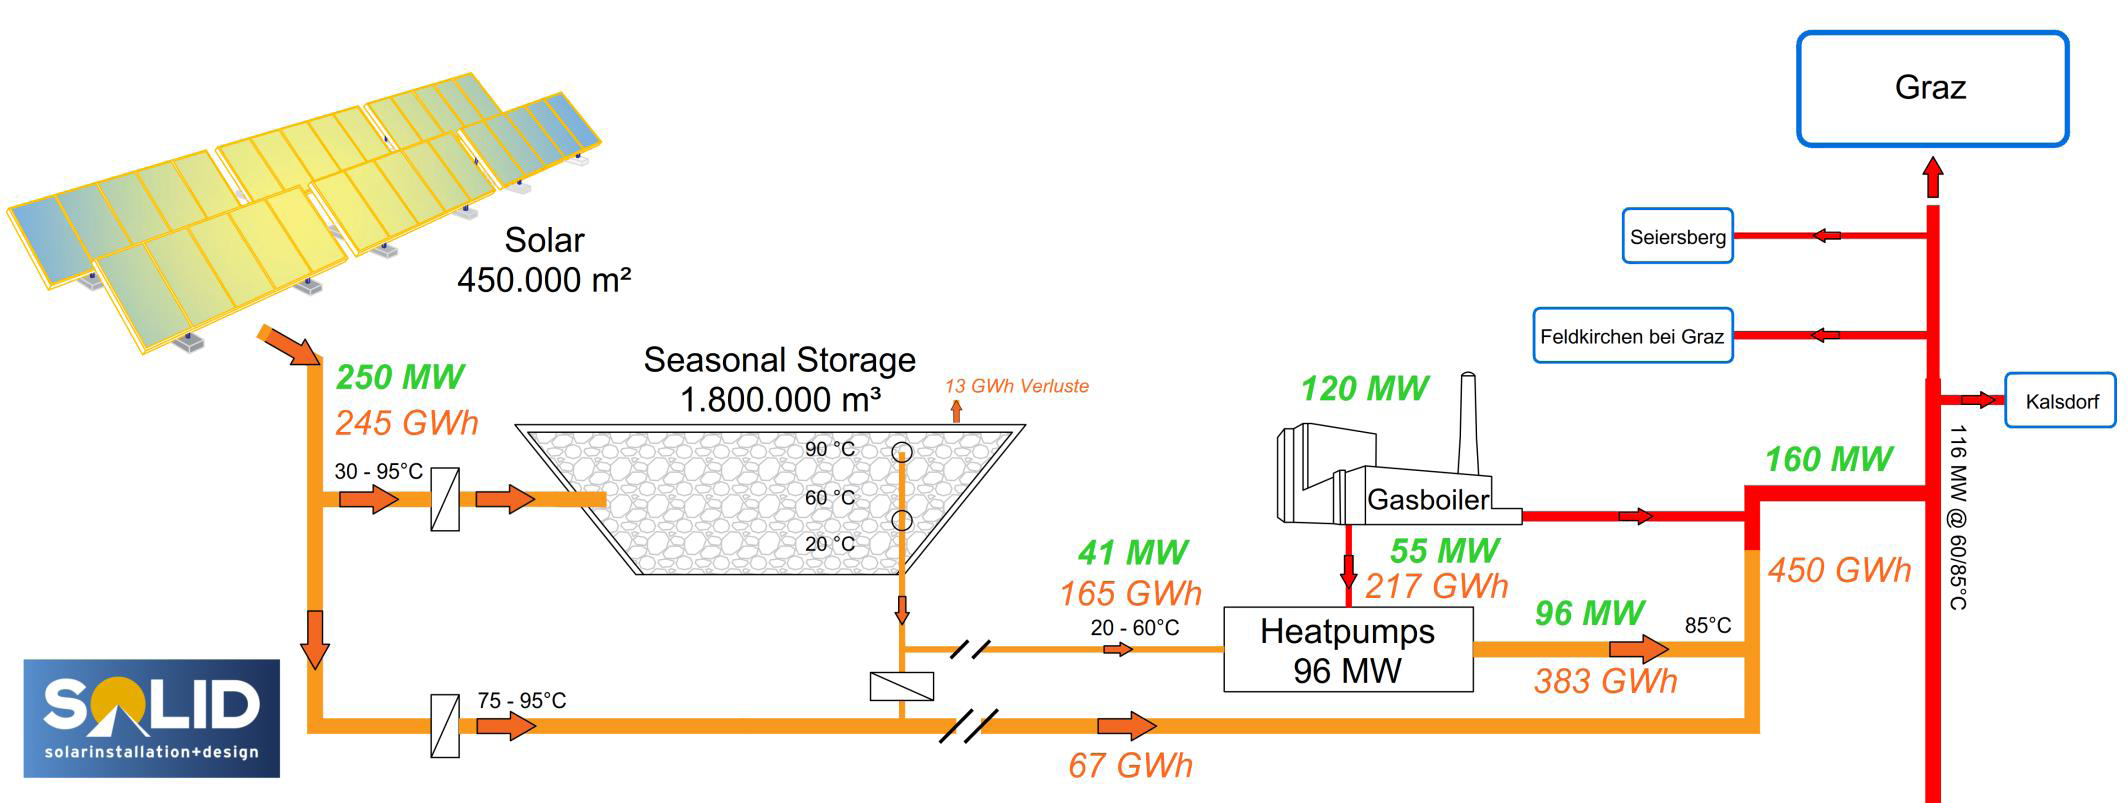 Graz
Seiersberg
Feldkirchen bei Graz
Kalsdorf
116 MW @ 60/85°C
Solar
450.000 m²
250 MW
245 GWh
30 - 95°C
Seasonal Storage
1.800.000 m³
13 GWh Verluste
90 °C
60 °C
20 °C
120 MW
Gasboiler
160 MW
450 GWh
55 MW
217 GWh
41 MW
165 GWh
20 - 60°C
Heatpumps
96 MW
96 MW
85°C
383 GWh
75 - 95°C
67 GWh
SOLID
solarinstallation+design